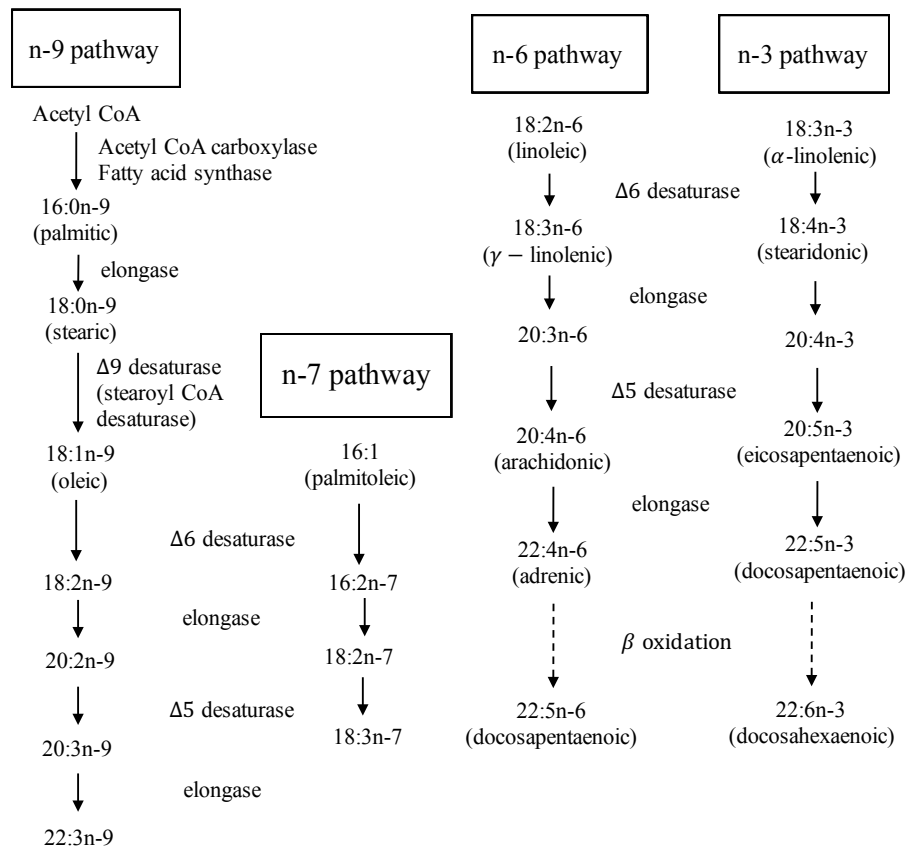 n-9 pathway
Acetyl CoA
Acetyl CoA carboxylase
Fatty acid synthase
16:0n-9
(palmitic)
elongase
18:0n-9
(stearic)
Δ9 desaturase
(stearoyl CoA
desaturase)
18:1n-9
(oleic)
Δ6 desaturase
18:2n-9
elongase
20:2n-9
Δ5 desaturase
20:3n-9
elongase
22:3n-9
n-7 pathway
16:1
(palmitoleic)
16:2n-7
18:2n-7
18:3n-7
n-6 pathway
18:2n-6
(linoleic)
Δ6 desaturase
18:3n-6
(γ − linolenic)
elongase
20:3n-6
Δ5 desaturase
20:4n-6
(arachidonic)
elongase
22:4n-6
(adrenic)
β oxidation
22:5n-6
(docosapentaenoic)
n-3 pathway
18:3n-3
(α-linolenic)
18:4n-3
(stearidonic)
20:4n-3
20:5n-3
(eicosapentaenoic)
22:5n-3
(docosapentaenoic)
22:6n-3
(docosahexaenoic)